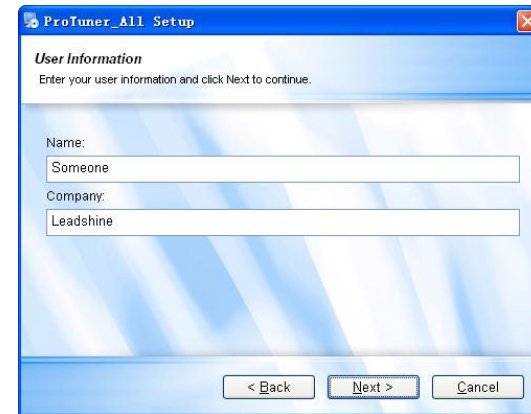 ProTuner_All Setup
User Information
Enter your user information and click Next to continue.
Name:
Someone
Company:
Leadshine
< Back
Next >
Cancel